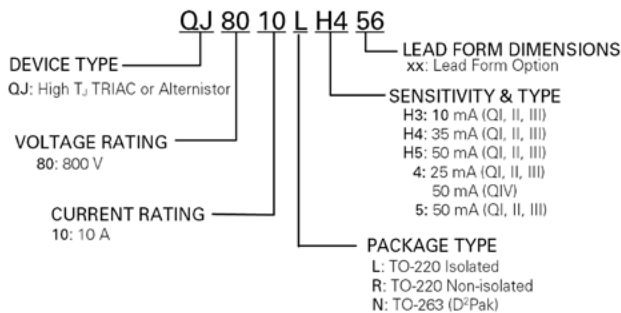 QJ 80 10 L H4 56
DEVICE TYPE
QJ: High TJ TRIAC or Alternistor
VOLTAGE RATING
80: 800 V
CURRENT RATING
10: 10 A
LEAD FORM DIMENSIONS
xx: Lead Form Option
SENSITIVITY & TYPE
H3: 10 mA (QI, II, III)
H4: 35 mA (QI, II, III)
H5: 50 mA (QI, II, III)
4: 25 mA (QI, II, III)
50 mA (QIV)
5: 50 mA (QI, II, III)
PACKAGE TYPE
L: TO-220 Isolated
R: TO-220 Non-isolated
N: TO-263 (D²Pak)